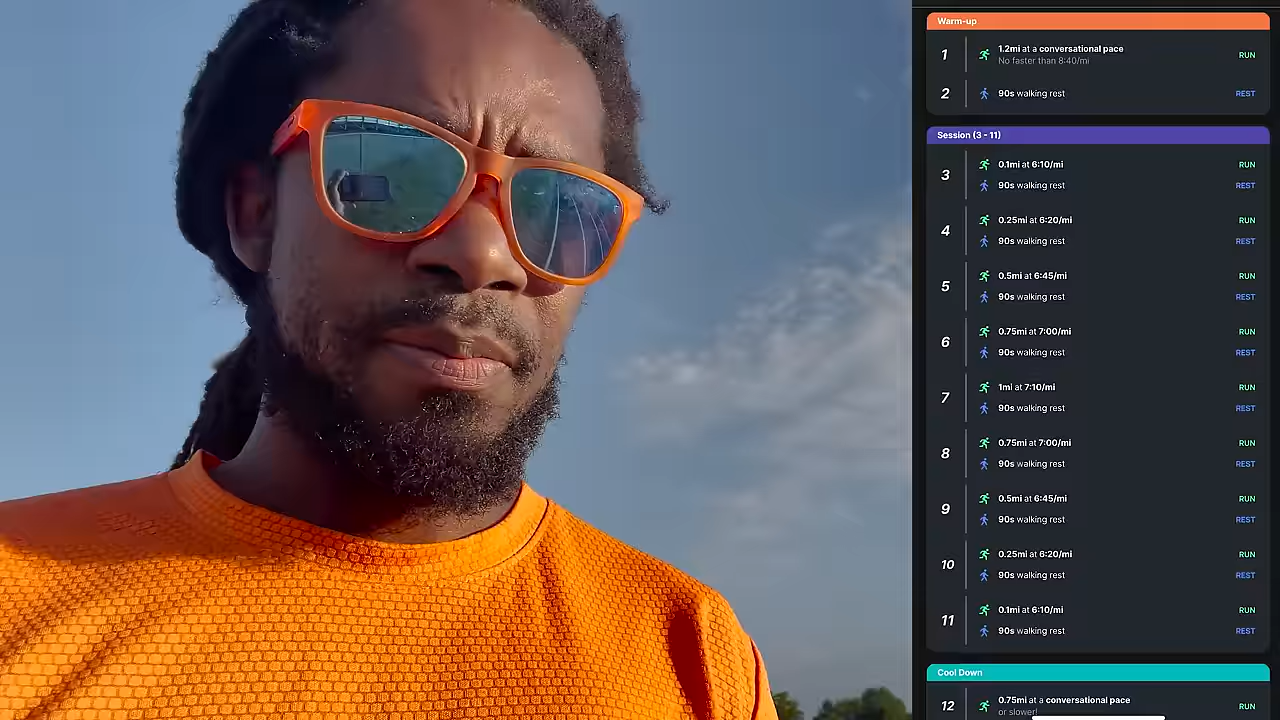 Warm-up
1
1.2mi at a conversational pace
RUN
No faster than 8:40/mi
2
90s walking rest
REST
Session (3 - 11)
3
0.1mi at 6:10/mi
RUN
90s walking rest
REST
4
0.25mi at 6:20/mi
RUN
90s walking rest
REST
5
0.5mi at 6:45/mi
RUN
90s walking rest
REST
6
0.75mi at 7:00/mi
RUN
90s walking rest
REST
7
1mi at 7:10/mi
RUN
90s walking rest
REST
8
0.75mi at 7:00/mi
RUN
90s walking rest
REST
9
0.5mi at 6:45/mi
RUN
90s walking rest
REST
10
0.25mi at 6:20/mi
RUN
90s walking rest
REST
11
0.1mi at 6:10/mi
RUN
90s walking rest
REST
Cool Down
12
0.75mi at a conversational pace
RUN
or slower